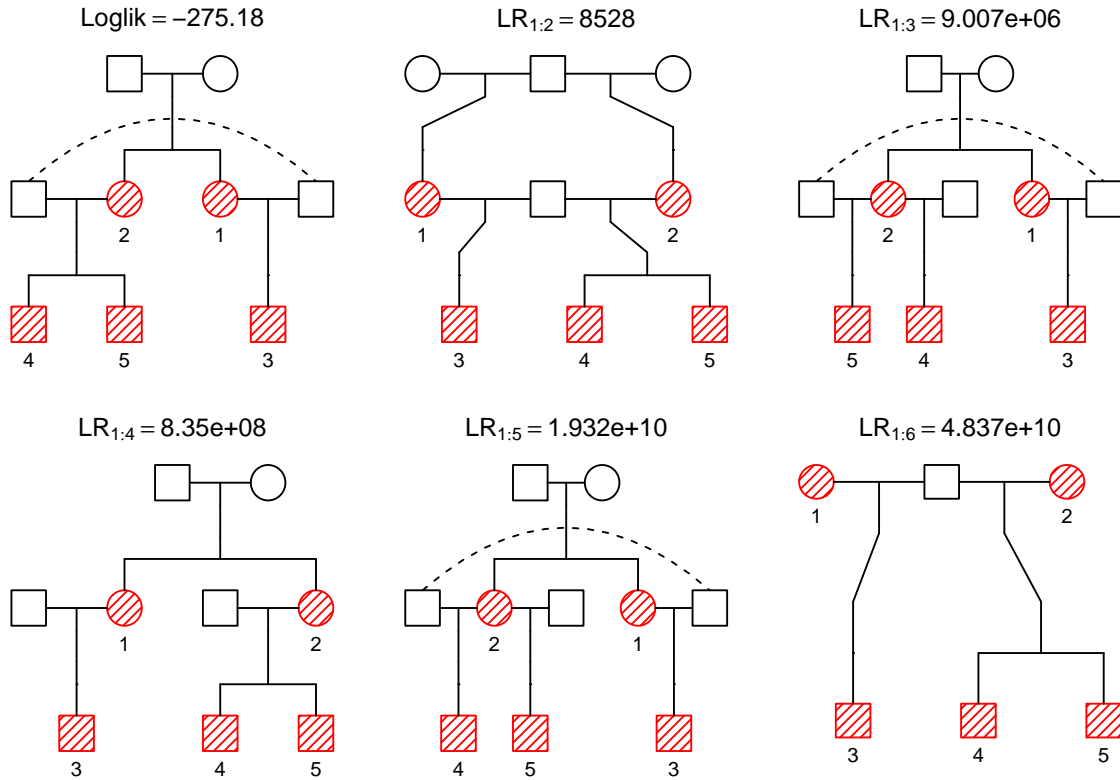 Loglik = −275.18
LR1:2 = 8528
LR1:3 = 9.007e+06
2 1
4 5 3
1 2
3 4 5
2 1
5 4 3
LR1:4 = 8.35e+08
LR1:5 = 1.932e+10
LR1:6 = 4.837e+10
1 2
3 4 5
2 1
4 5 3
1 2
3 4 5